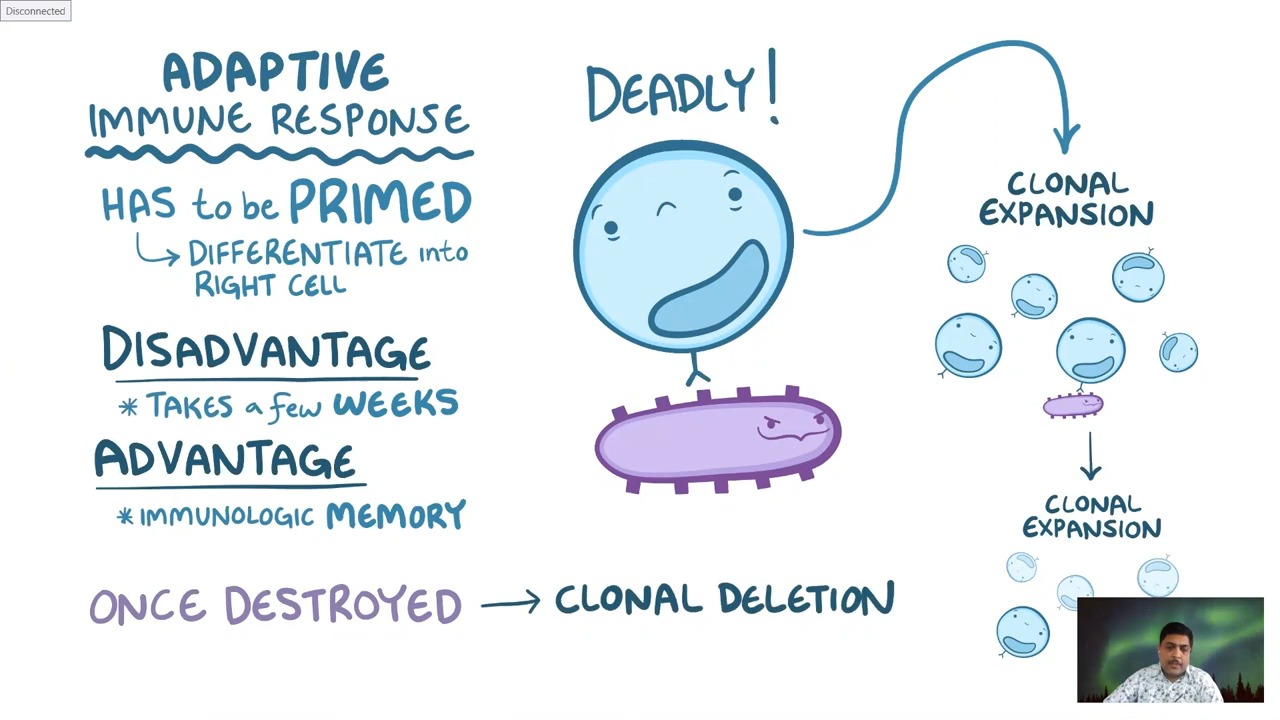 Disconnected
ADAPTIVE
IMMUNE RESPONSE
HAS to be PRIMED
DIFFERENTIATE into
RIGHT CELL
DISADVANTAGE
* TAKES a few WEEKS
ADVANTAGE
* IMMUNOLOGIC MEMORY
ONCE DESTROYED → CLONAL DELETION
DEADLY!
CLONAL
EXPANSION
CLONAL
EXPANSION